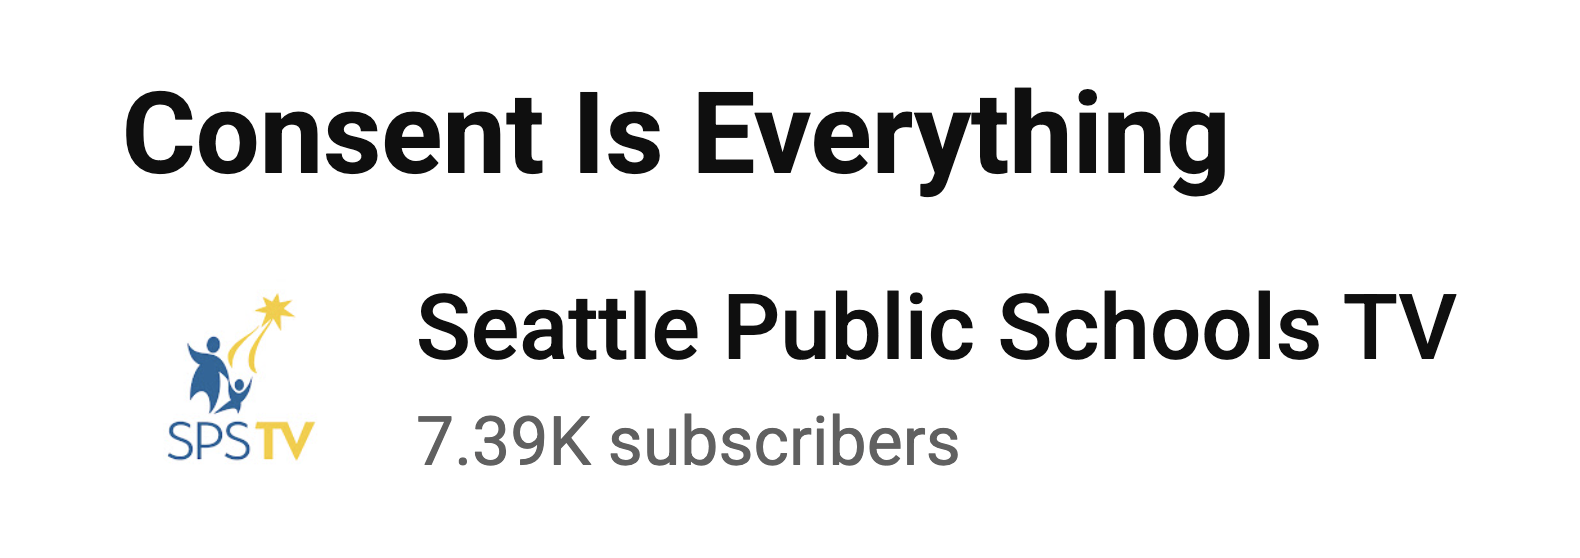 Consent Is Everything
Seattle Public Schools TV
SPSTV
7.39K subscribers